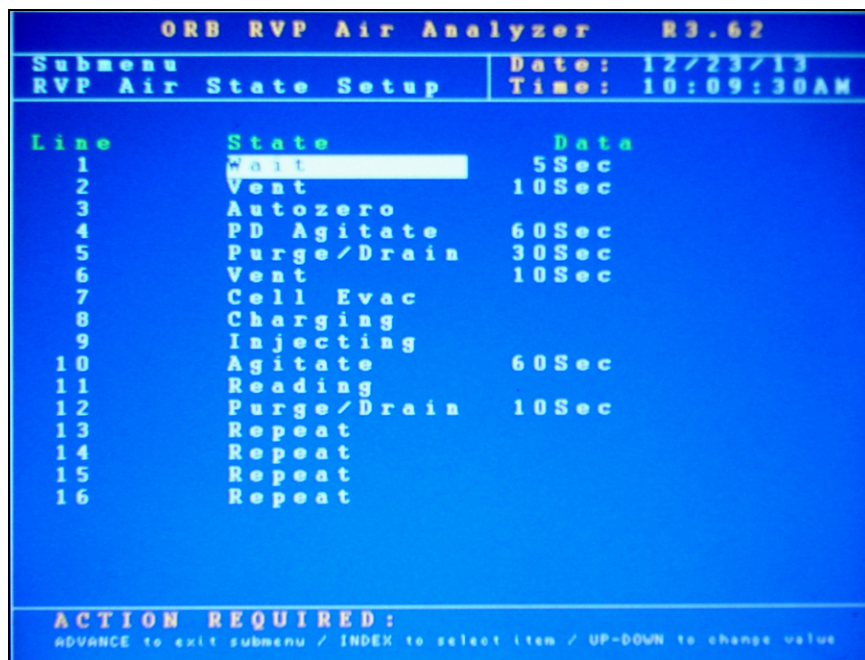 ORB RVP Air Analyzer R3.62
Submenu Date: 12/23/13
RVP Air State Setup Time: 10:09:30AM
Line State Data
1 Wait 5Sec
2 Vent 10Sec
3 Autozero
4 PD Agitate 60Sec
5 Purge/Drain 30Sec
6 Vent 10Sec
7 Cell Evac
8 Charging
9 Injecting
10 Agitate 60Sec
11 Reading
12 Purge/Drain 10Sec
13 Repeat
14 Repeat
15 Repeat
16 Repeat
ACTION REQUIRED:
ADVANCE to exit submenu / INDEX to select item / UP-DOWN to change value